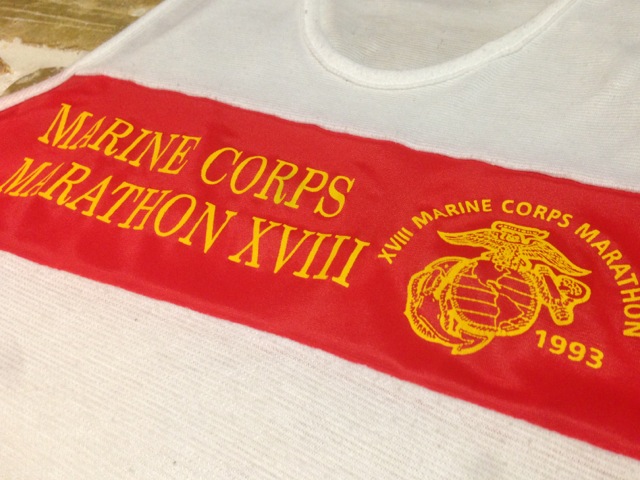 MARINE CORPS
MARATHON XVIII
XVIII MARINE CORPS MARATHON
1993